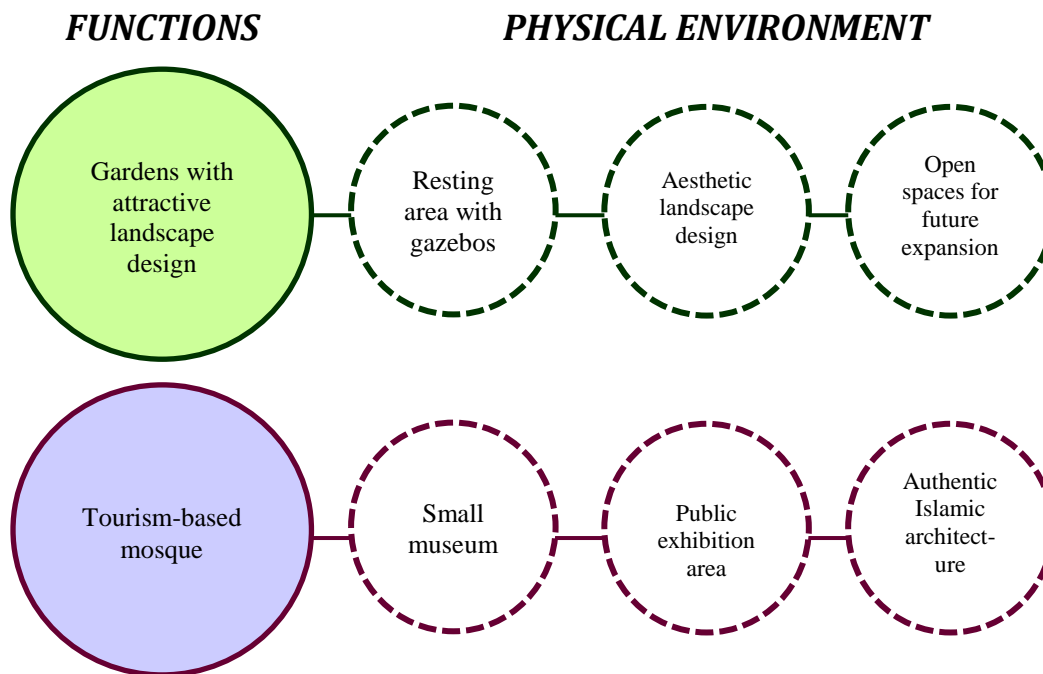 FUNCTIONS
PHYSICAL ENVIRONMENT
Gardens with
attractive
landscape
design
Resting
area with
gazebos
Aesthetic
landscape
design
Open
spaces for
future
expansion
Tourism-based
mosque
Small
museum
Public
exhibition
area
Authentic
Islamic
architect-
ure